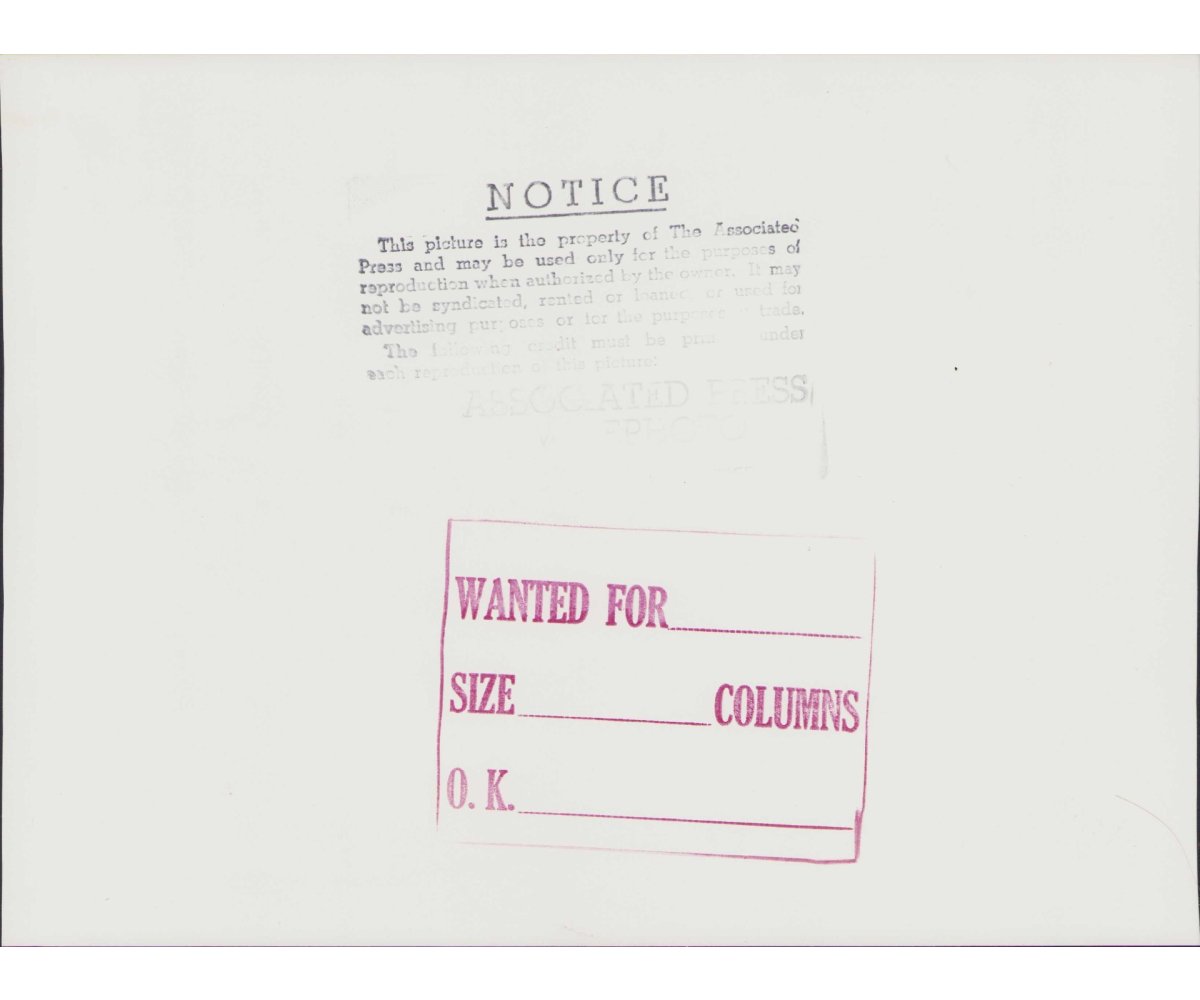 NOTICE
This picture is the property of The Associated
Press and may be used only for the purposes of
reproduction when authorized by the owner. It may
not be syndicated, rented or loaned, or used for
advertising purposes or for the purposes trade.
The following credit must be under
each reproduction of this picture:
ASSOCIATED PRESS
WANTED FOR
SIZE COLUMNS
O. K.